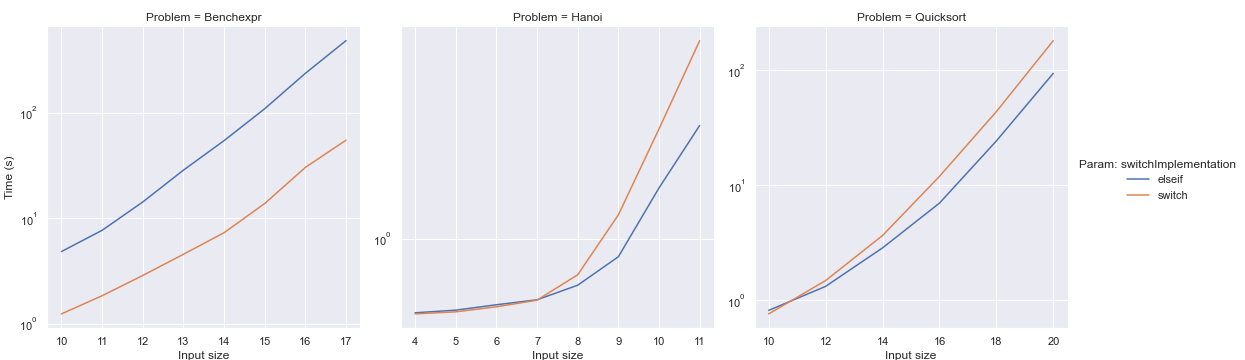 Problem = Benchexpr
Time (s)
10²
10¹
10⁰
10 11 12 13 14 15 16 17
Input size
Problem = Hanoi
10⁰
4 5 6 7 8 9 10 11
Input size
Problem = Quicksort
10²
10¹
10⁰
10 12 14 16 18 20
Input size
Param: switchImplementation
elseif
switch